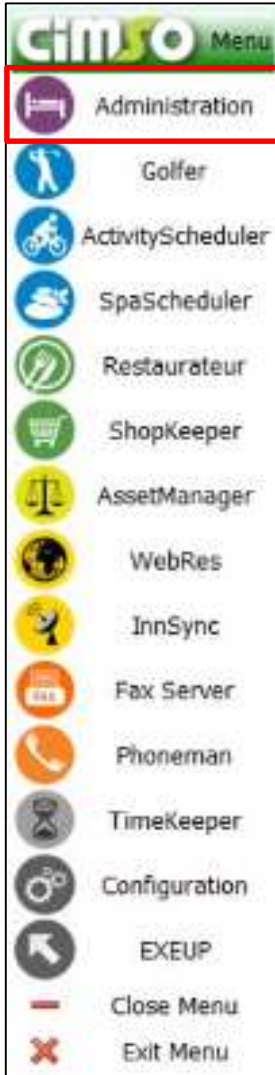 CiMSO Menu
Administration
Golfer
ActivityScheduler
SpaScheduler
Restaurateur
ShopKeeper
AssetManager
WebRes
InnSync
Fax Server
Phoneman
TimeKeeper
Configuration
EXEUP
Close Menu
Exit Menu